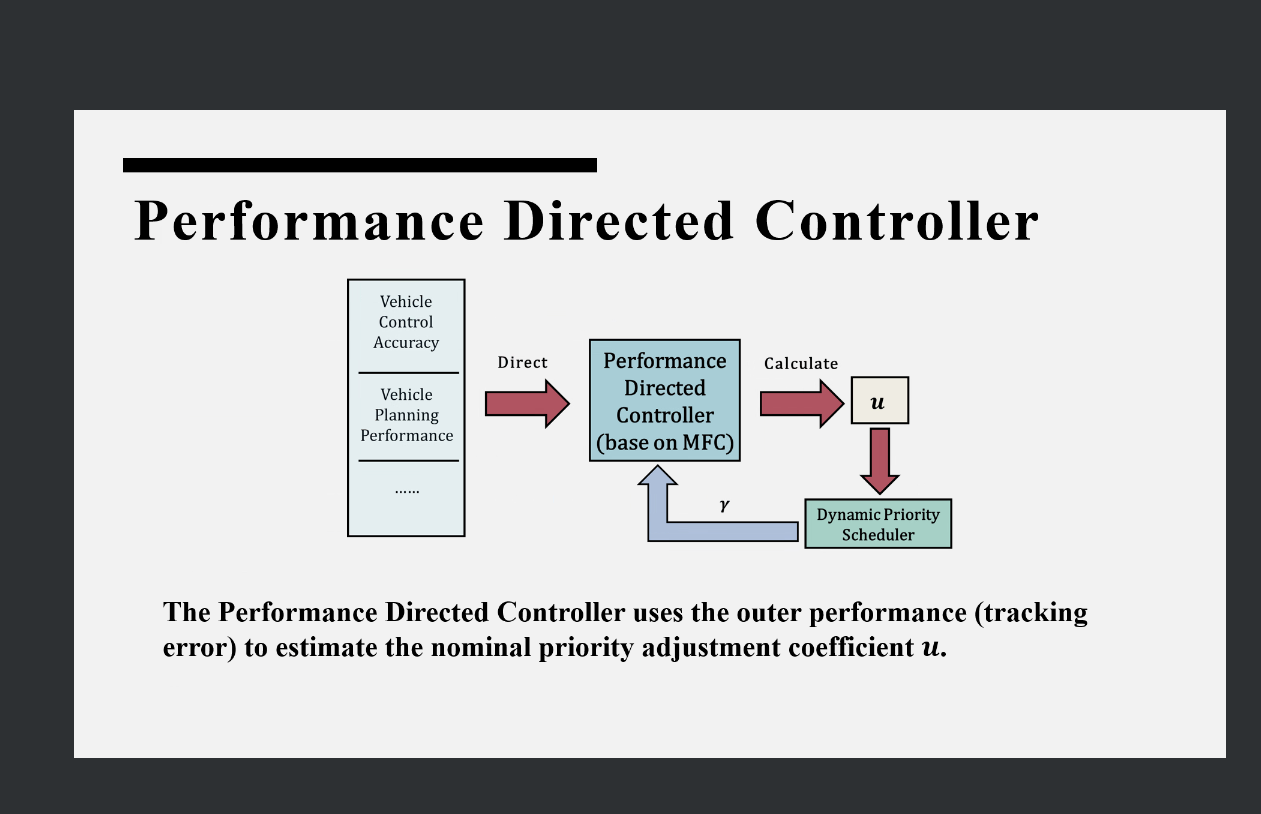 Performance Directed Controller
Vehicle
Control
Accuracy
Vehicle
Planning
Performance
......
Direct
Performance
Directed
Controller
(base on MFC)
Calculate
u
Dynamic Priority
Scheduler
γ
The Performance Directed Controller uses the outer performance (tracking
error) to estimate the nominal priority adjustment coefficient u.